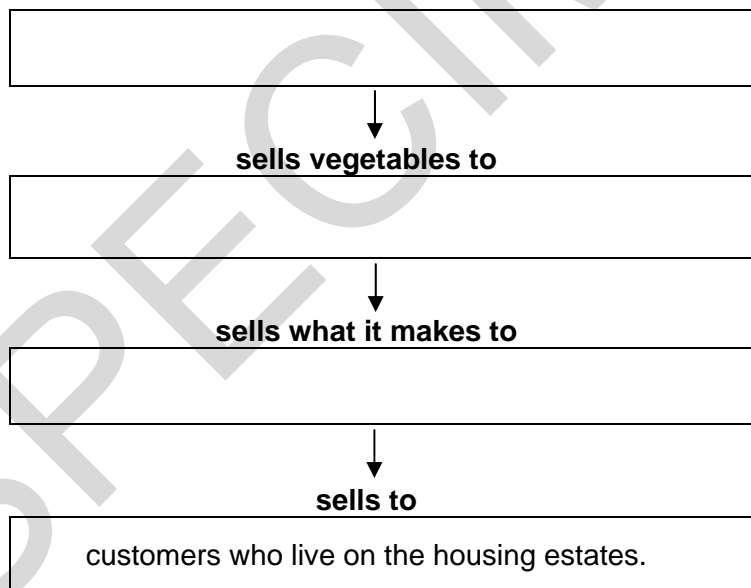 sells vegetables to
sells what it makes to
sells to
customers who live on the housing estates.